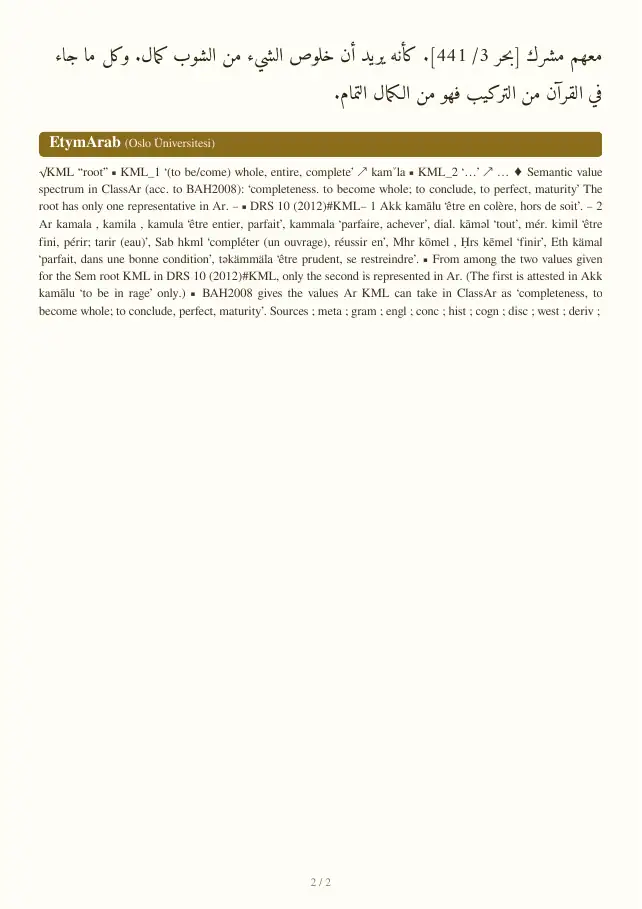 معهم مشرك [بحر 3/ 441]. كأنه يريد أن خلوص الشيء من الشوب كمال. وكل ما جاء
في القرآن من التركيب فهو من الكمال التمام.
EtymArab (Oslo Üniversitesi)
√KML “root” ▪ KML_1 ‘(to be/come) whole, entire, complete’ ↗ kamˇla ▪ KML_2 ‘…’ ↗ … ♦ Semantic value
spectrum in ClassAr (acc. to BAH2008): ‘completeness. to become whole; to conclude, to perfect, maturity’ The
root has only one representative in Ar. – ▪ DRS 10 (2012)#KML– 1 Akk kamālu ‘être en colère, hors de soit’. – 2
Ar kamala , kamila , kamula ‘être entier, parfait’, kammala ‘parfaire, achever’, dial. kāməl ‘tout’, mér. kimil ‘être
fini, périr; tarir (eau)’, Sab hkml ‘compléter (un ouvrage), réussir en’, Mhr kōmel , Ḥrs kēmel ‘finir’, Eth kämal
‘parfait, dans une bonne condition’, təkämmäla ‘être prudent, se restreindre’. ▪ From among the two values given
for the Sem root KML in DRS 10 (2012)#KML, only the second is represented in Ar. (The first is attested in Akk
kamālu ‘to be in rage’ only.) ▪ BAH2008 gives the values Ar KML can take in ClassAr as ‘completeness, to
become whole; to conclude, perfect, maturity’. Sources ; meta ; gram ; engl ; conc ; hist ; cogn ; disc ; west ; deriv ;
2 / 2